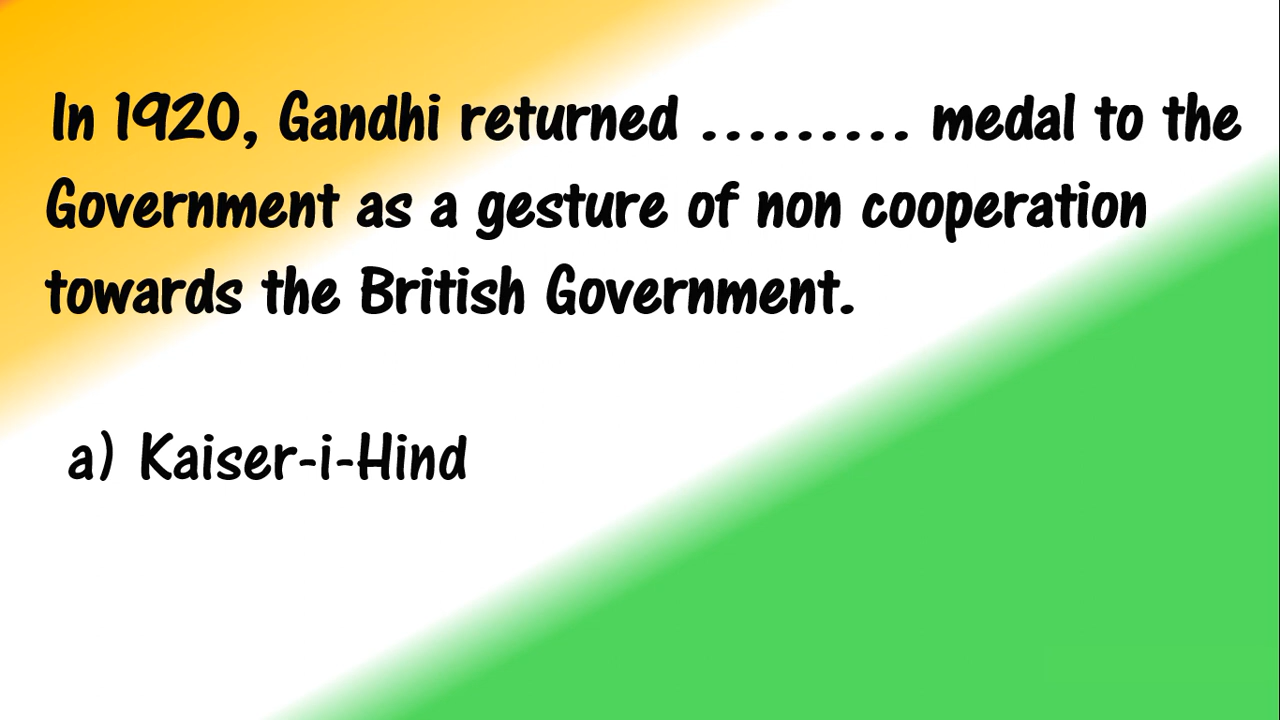 In 1920, Gandhi returned ......... medal to the
Government as a gesture of non cooperation
towards the British Government.
a) Kaiser-i-Hind